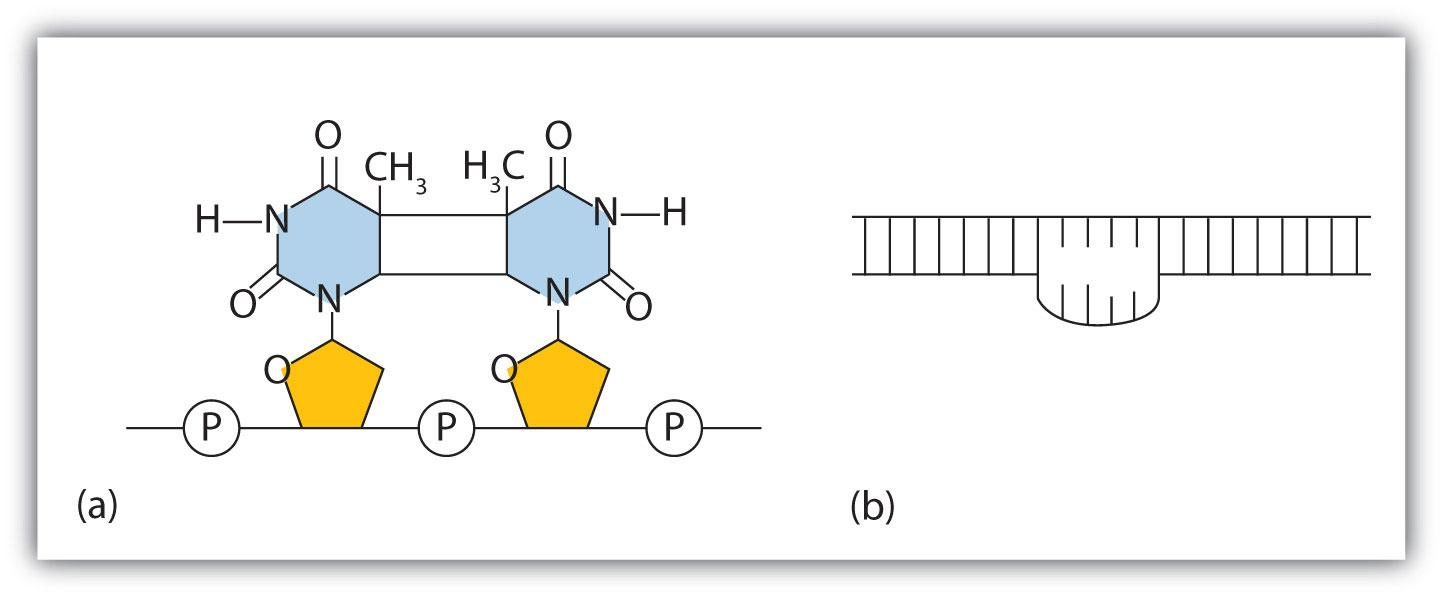 O O
CH3 H3C
H N N H
O N N O
O O
P P P
(a) (b)